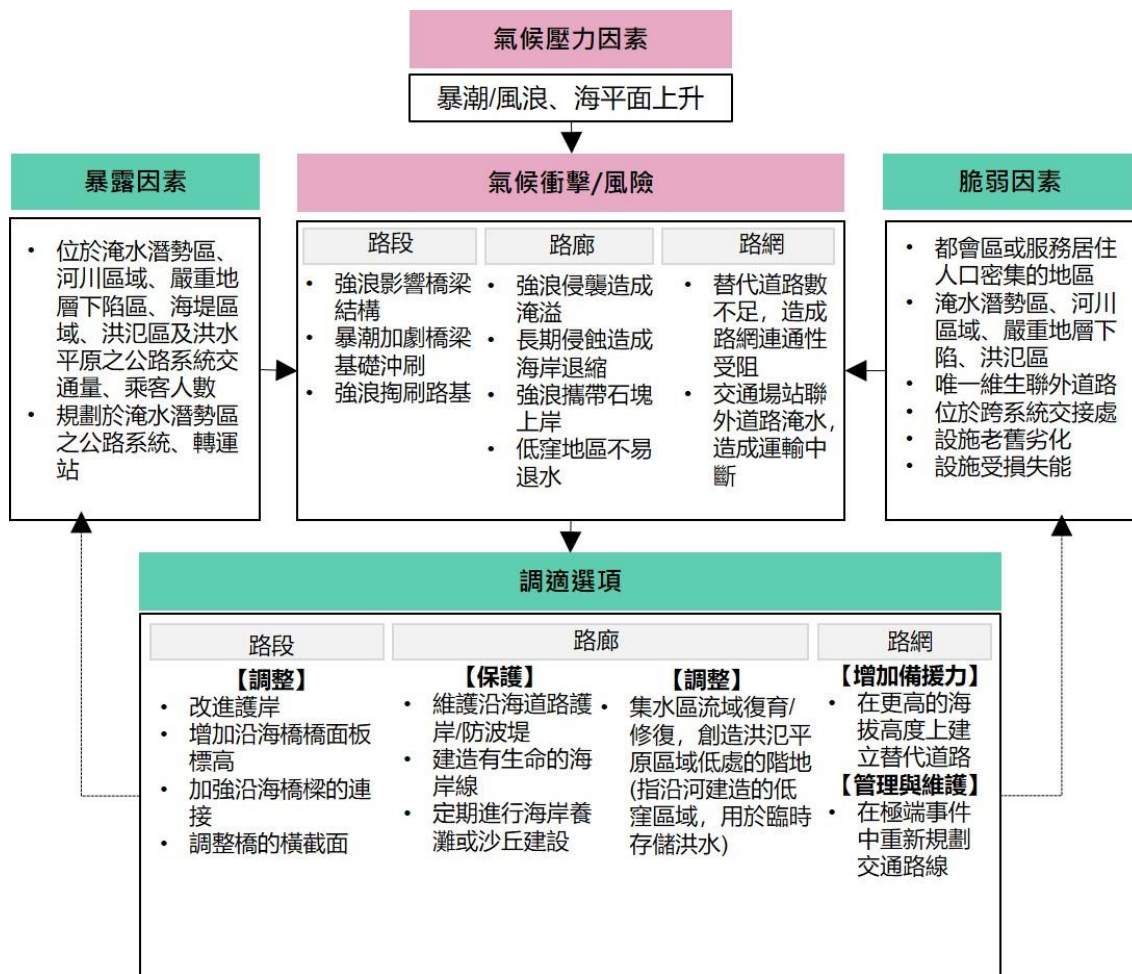 氣候壓力因素
暴潮/風浪、海平面上升
暴露因素
• 位於淹水潛勢區、
河川區域、嚴重地
層下陷區、海堤區
域、洪氾區及洪水
平原之公路系統交
通量、乘客人數
• 規劃於淹水潛勢區
之公路系統、轉運
站
氣候衝擊/風險
路段
• 強浪影響橋梁
結構
• 暴潮加劇橋梁
基礎沖刷
• 強浪掏刷路基
路廊
• 強浪侵襲造成
淹溢
• 長期侵蝕造成
海岸退縮
• 強浪攜帶石塊
上岸
• 低窪地區不易
退水
路網
• 替代道路數
不足，造成
路網連通性
受阻
• 交通場站聯
外道路淹水，
造成運輸中
斷
脆弱因素
• 都會區或服務居住
人口密集的地區
• 淹水潛勢區、河川
區域、嚴重地層下
陷、洪氾區
• 唯一維生聯外道路
• 位於跨系統交接處
• 設施老舊劣化
• 設施受損失能
調適選項
路段
【調整】
• 改進護岸
• 增加沿海橋橋面板
標高
• 加強沿海橋樑的連
接
• 調整橋的橫截面
路廊
【保護】
• 維護沿海道路護
岸/防波堤
• 建造有生命的海
岸線
• 定期進行海岸養
灘或沙丘建設
【調整】
• 集水區流域復育/
修復，創造洪氾平
原區域低處的階地
(指沿河建造的低
窪區域，用於臨時
存儲洪水)
路網
【增加備援力】
• 在更高的海
拔高度上建
立替代道路
【管理與維護】
• 在極端事件
中重新規劃
交通路線